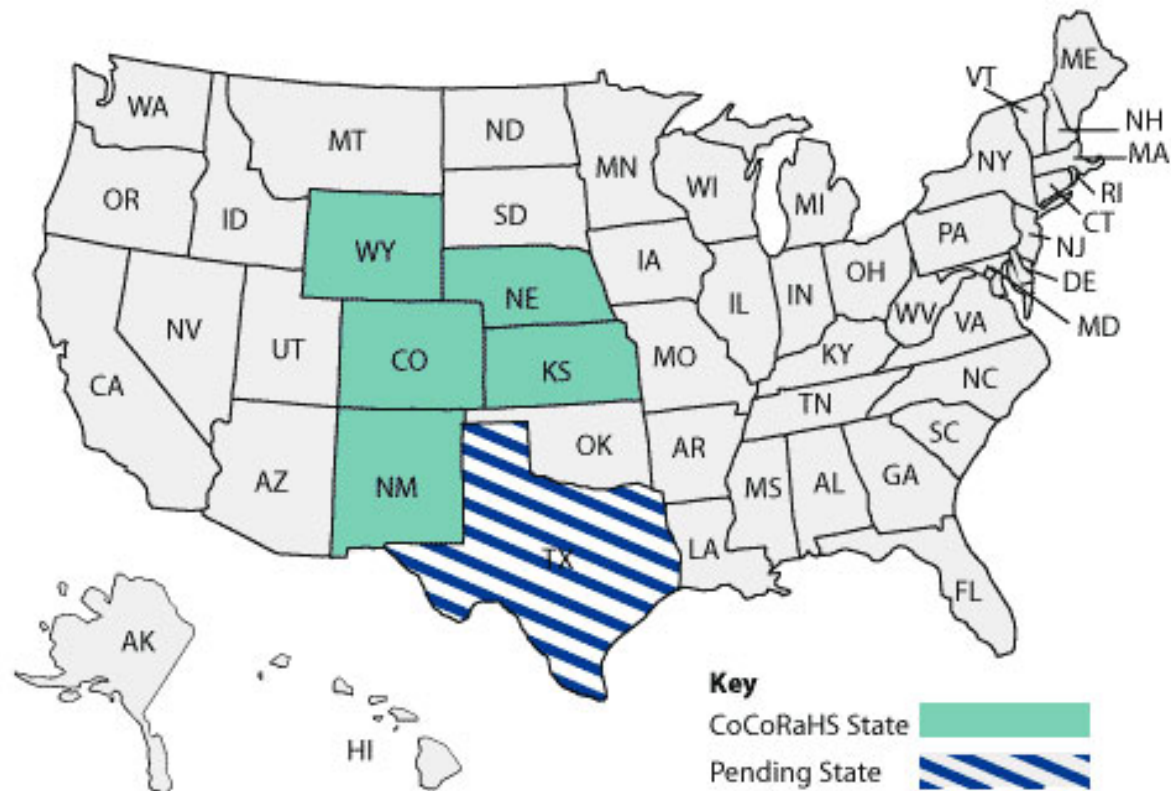 WA
MT
ND
MN
ME
VT
NH
MA
NY
OR
ID
SD
WI
MI
RI
CT
WY
IA
PA
NJ
NE
OH
DE
NV
UT
CO
IL
IN
WV
VA
MD
CA
KS
MO
KY
NC
TN
AZ
NM
OK
AR
SC
MS
AL
GA
TX
LA
FL
AK
HI
Key
CoCoRaHS State
Pending State